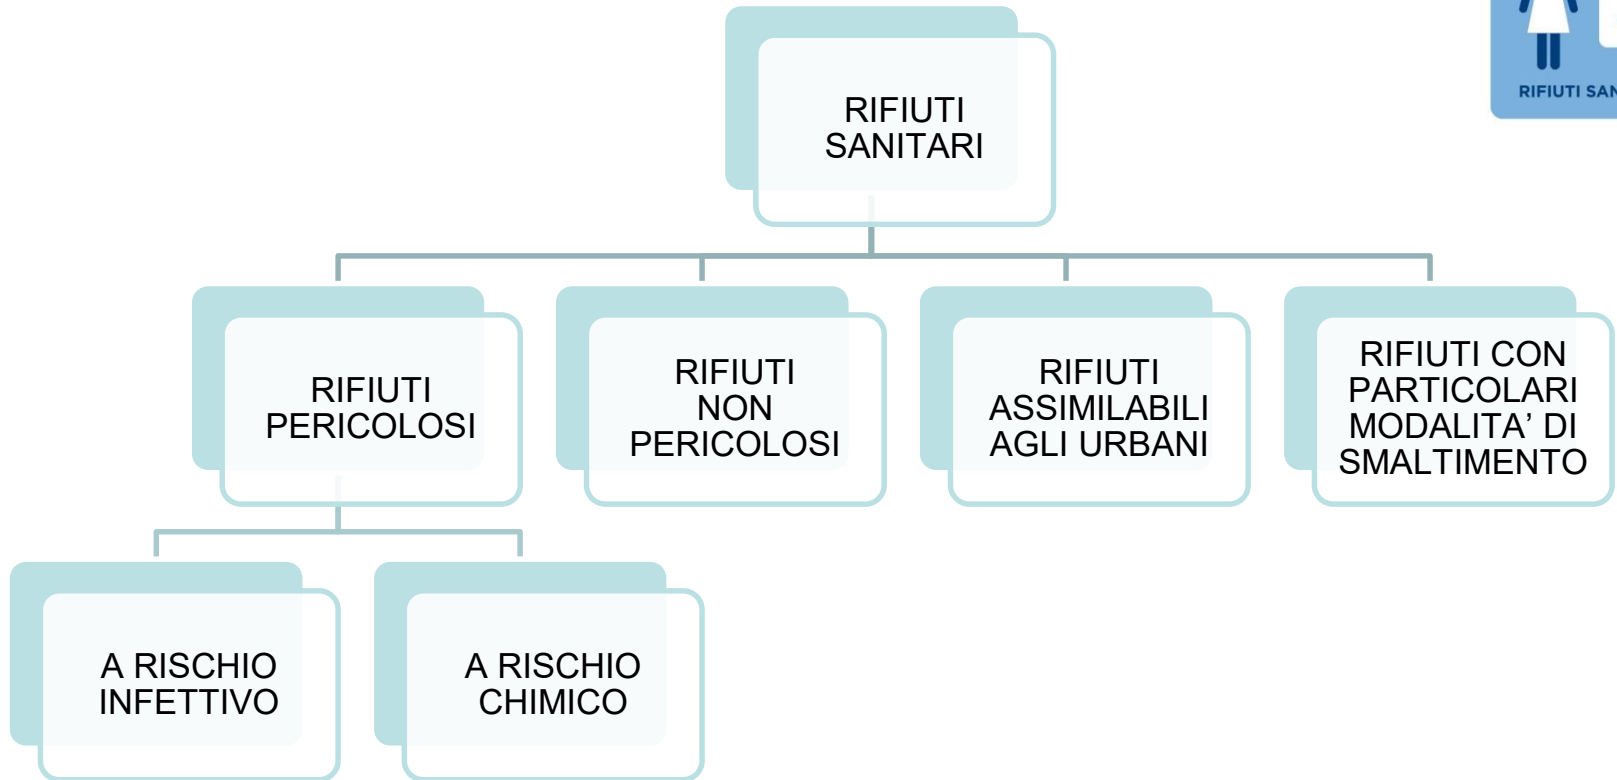 RIFIUTI
SANITARI
RIFIUTI
PERICOLOSI
RIFIUTI
NON
PERICOLOSI
RIFIUTI
ASSIMILABILI
AGLI URBANI
RIFIUTI CON
PARTICOLARI
MODALITA’ DI
SMALTIMENTO
A RISCHIO
INFETTIVO
A RISCHIO
CHIMICO
RIFIUTI